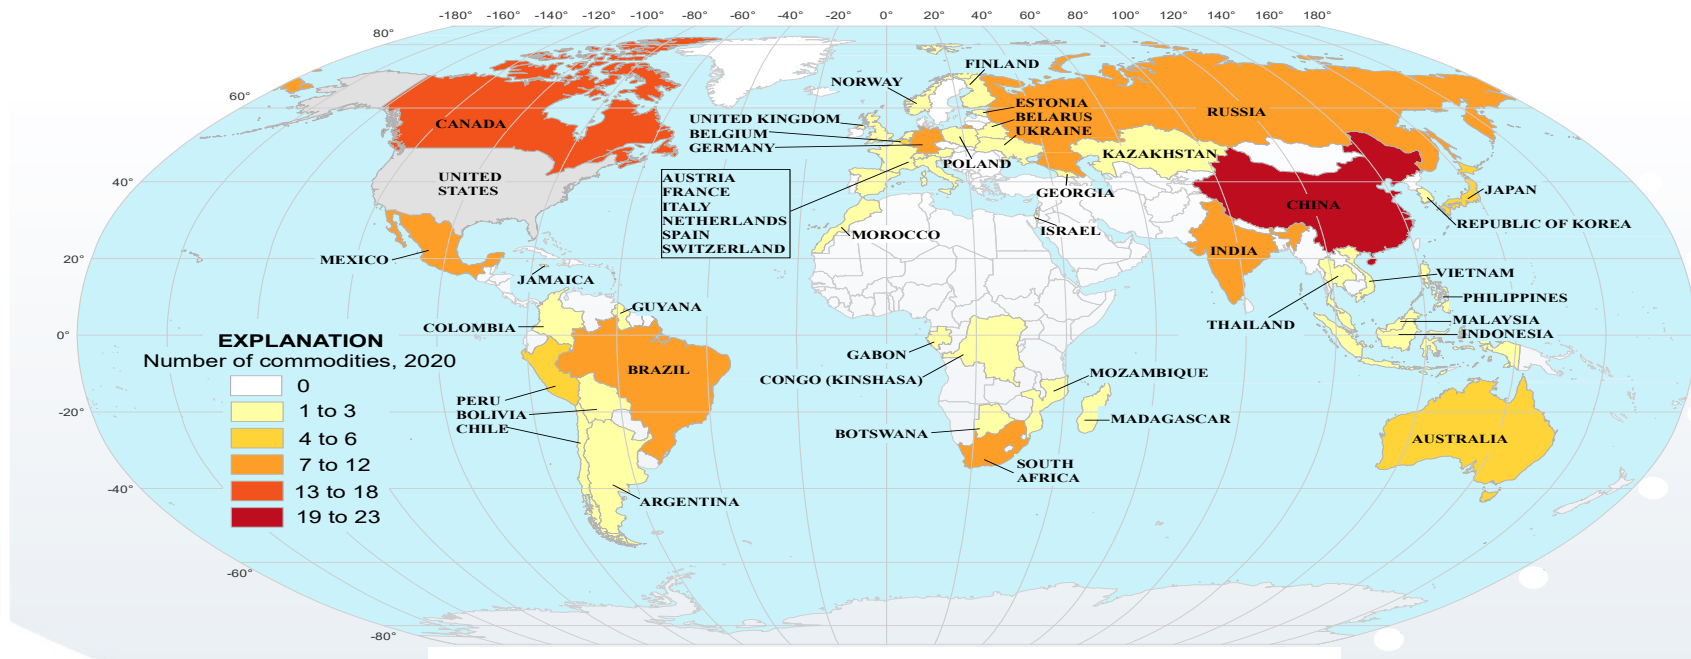 -180° -160° -140° -120° -100° -80° -60° -40° -20° 0° 20° 40° 60° 80° 100° 120° 140° 160° 180°
80°
60°
40°
20°
0°
-20°
-40°
-60°
-80°
CANADA
UNITED
STATES
MEXICO
JAMAICA
GUYANA
COLOMBIA
BRAZIL
PERU
BOLIVIA
CHILE
ARGENTINA
NORWAY
FINLAND
UNITED KINGDOM
BELGIUM
GERMANY
ESTONIA
BELARUS
UKRAINE
POLAND
AUSTRIA
FRANCE
ITALY
NETHERLANDS
SPAIN
SWITZERLAND
RUSSIA
KAZAKHSTAN
GEORGIA
ISRAEL
MOROCCO
CHINA
JAPAN
REPUBLIC OF KOREA
INDIA
VIETNAM
PHILIPPINES
THAILAND
MALAYSIA
INDONESIA
GABON
CONGO (KINSHASA)
MOZAMBIQUE
MADAGASCAR
BOTSWANA
SOUTH
AFRICA
AUSTRALIA
EXPLANATION
Number of commodities, 2020
0
1 to 3
4 to 6
7 to 12
13 to 18
19 to 23